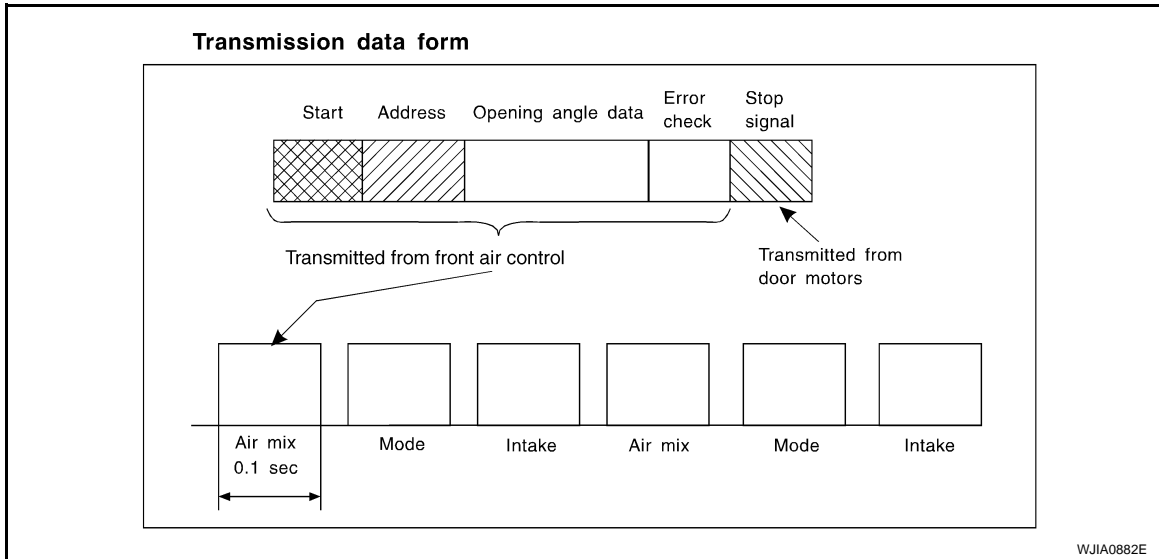 Transmission data form
Start Address Opening angle data Error check Stop signal
Transmitted from front air control
Transmitted from door motors
Air mix Mode Intake Air mix Mode Intake
0.1 sec
WJIA0882E